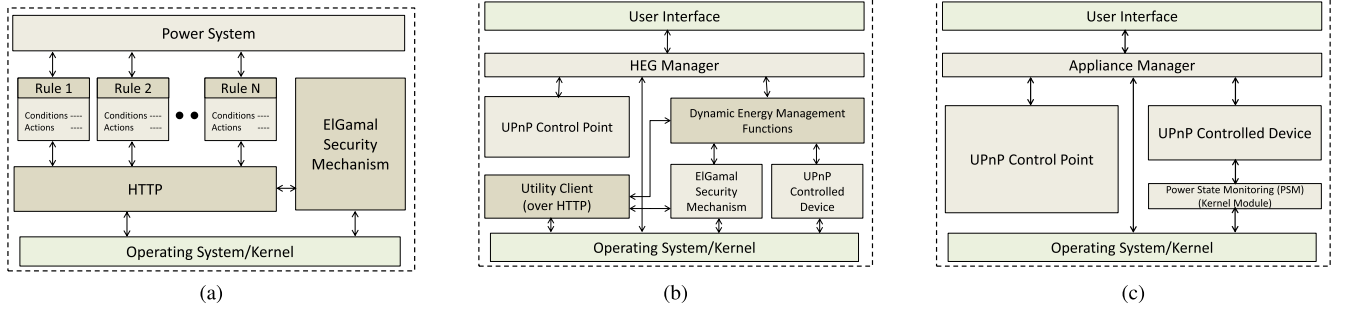 Power System
Rule 1
Rule 2
Rule N
Conditions ----
Actions ----
Conditions ----
Actions ----
Conditions ----
Actions ----
ElGamal
Security
Mechanism
HTTP
Operating System/Kernel
(a)
User Interface
HEG Manager
UPnP Control Point
Dynamic Energy Management
Functions
Utility Client
(over HTTP)
ElGamal
Security
Mechanism
UPnP
Controlled
Device
Operating System/Kernel
(b)
User Interface
Appliance Manager
UPnP Control Point
UPnP Controlled Device
Power State Monitoring (PSM)
(Kernel Module)
Operating System/Kernel
(c)